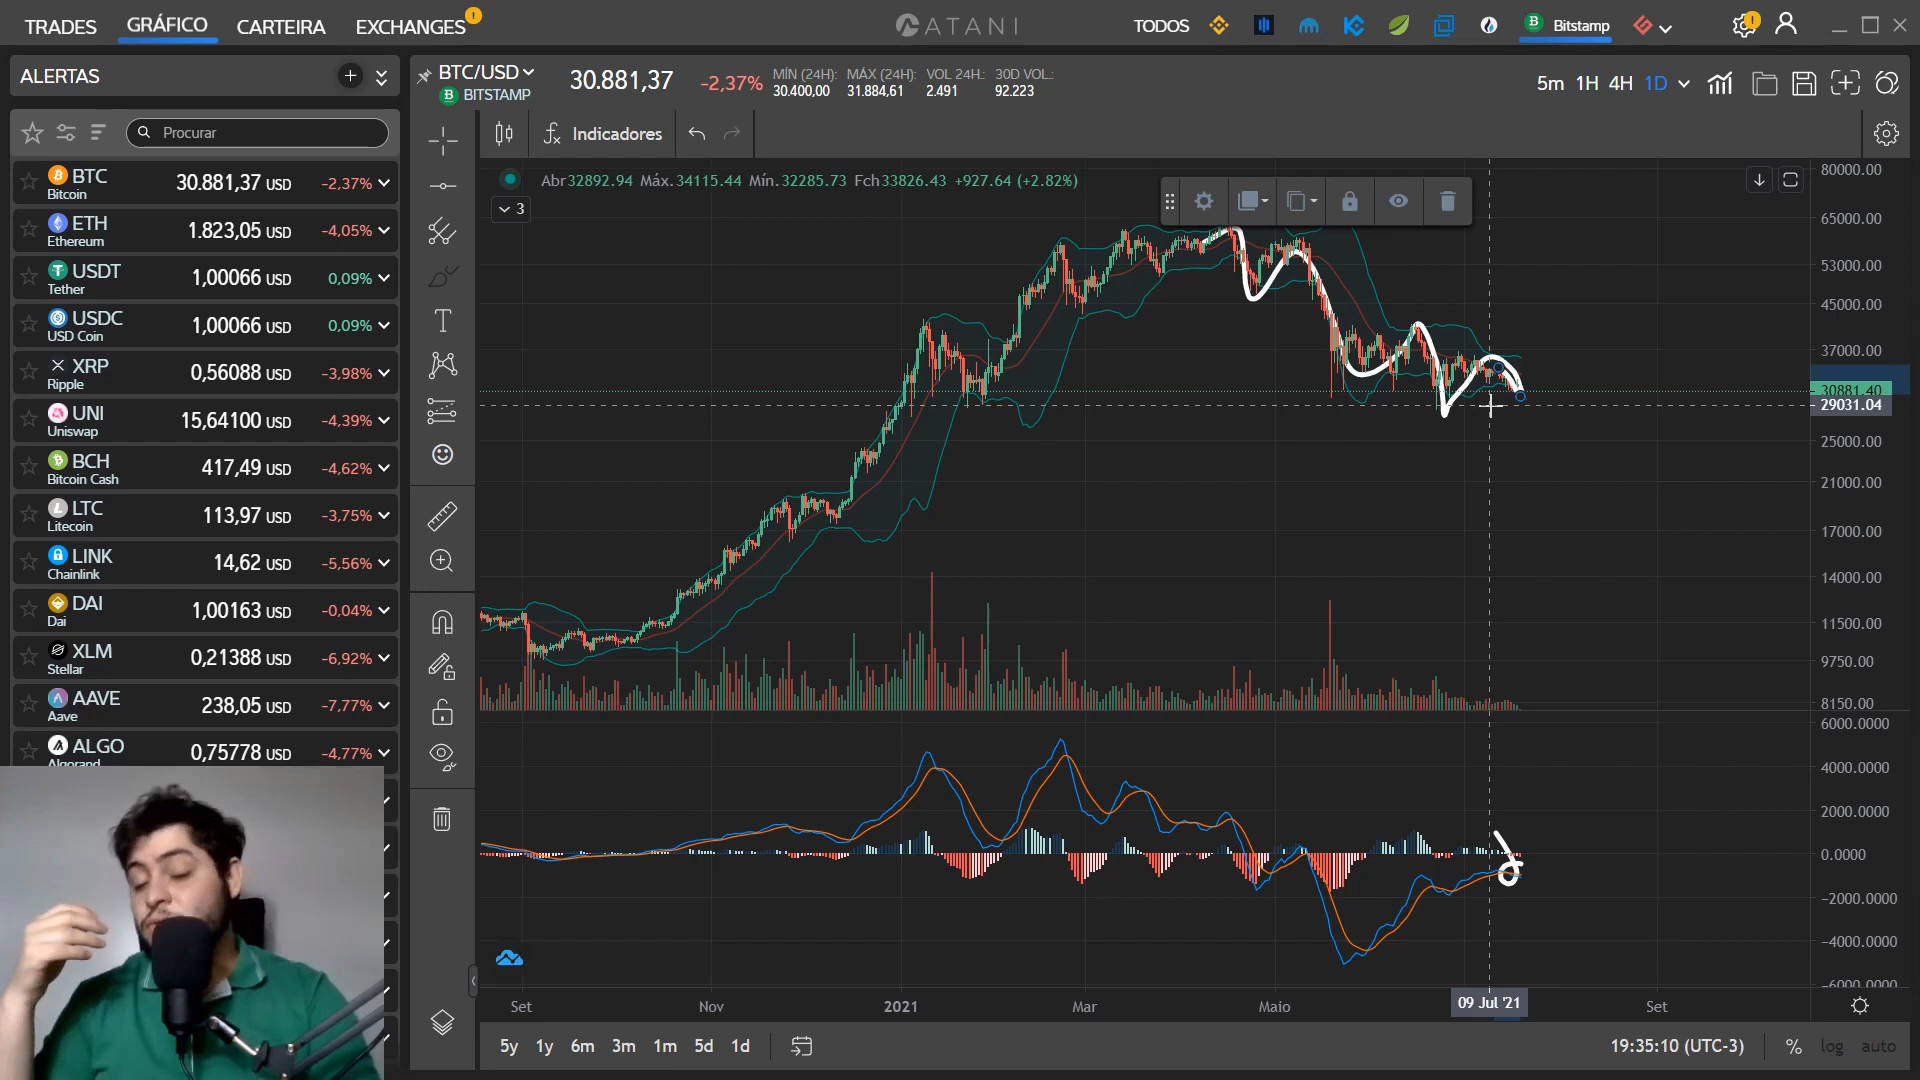 TRADES GRÁFICO CARTEIRA EXCHANGES ! ATANI TODOS Bitstamp !
ALERTAS
Procurar
BTC 30.881,37 USD -2,37%
Bitcoin
ETH 1.823,05 USD -4,05%
Ethereum
USDT 1,00066 USD 0,09%
Tether
USDC 1,00066 USD 0,09%
USD Coin
XRP 0,56088 USD -3,98%
Ripple
UNI 15,64100 USD -4,39%
Uniswap
BCH 417,49 USD -4,62%
Bitcoin Cash
LTC 113,97 USD -3,75%
Litecoin
LINK 14,62 USD -5,56%
Chainlink
DAI 1,00163 USD -0,04%
Dai
XLM 0,21388 USD -6,92%
Stellar
AAVE 238,05 USD -7,77%
Aave
ALGO 0,75778 USD -4,77%
Algorand
BTC/USD 30.881,37 -2,37%
BITSTAMP
MÍN (24H): MÁX (24H): VOL 24H.: 30D VOL.:
30.400,00 31.884,61 2.491 92.223
5m 1H 4H 1D
Indicadores
Abr32892.94 Máx.34115.44 Mín.32285.73 Fch33826.43 +927.64 (+2.82%)
3
80000.00
65000.00
53000.00
45000.00
37000.00
30881.40
29031.04
25000.00
21000.00
17000.00
14000.00
11500.00
9750.00
8150.00
6000.0000
4000.0000
2000.0000
0.0000
-2000.0000
-4000.0000
-6000.0000
Set Nov 2021 Mar Maio 09 Jul '21 Set
5y 1y 6m 3m 1m 5d 1d 19:35:10 (UTC-3) % log auto